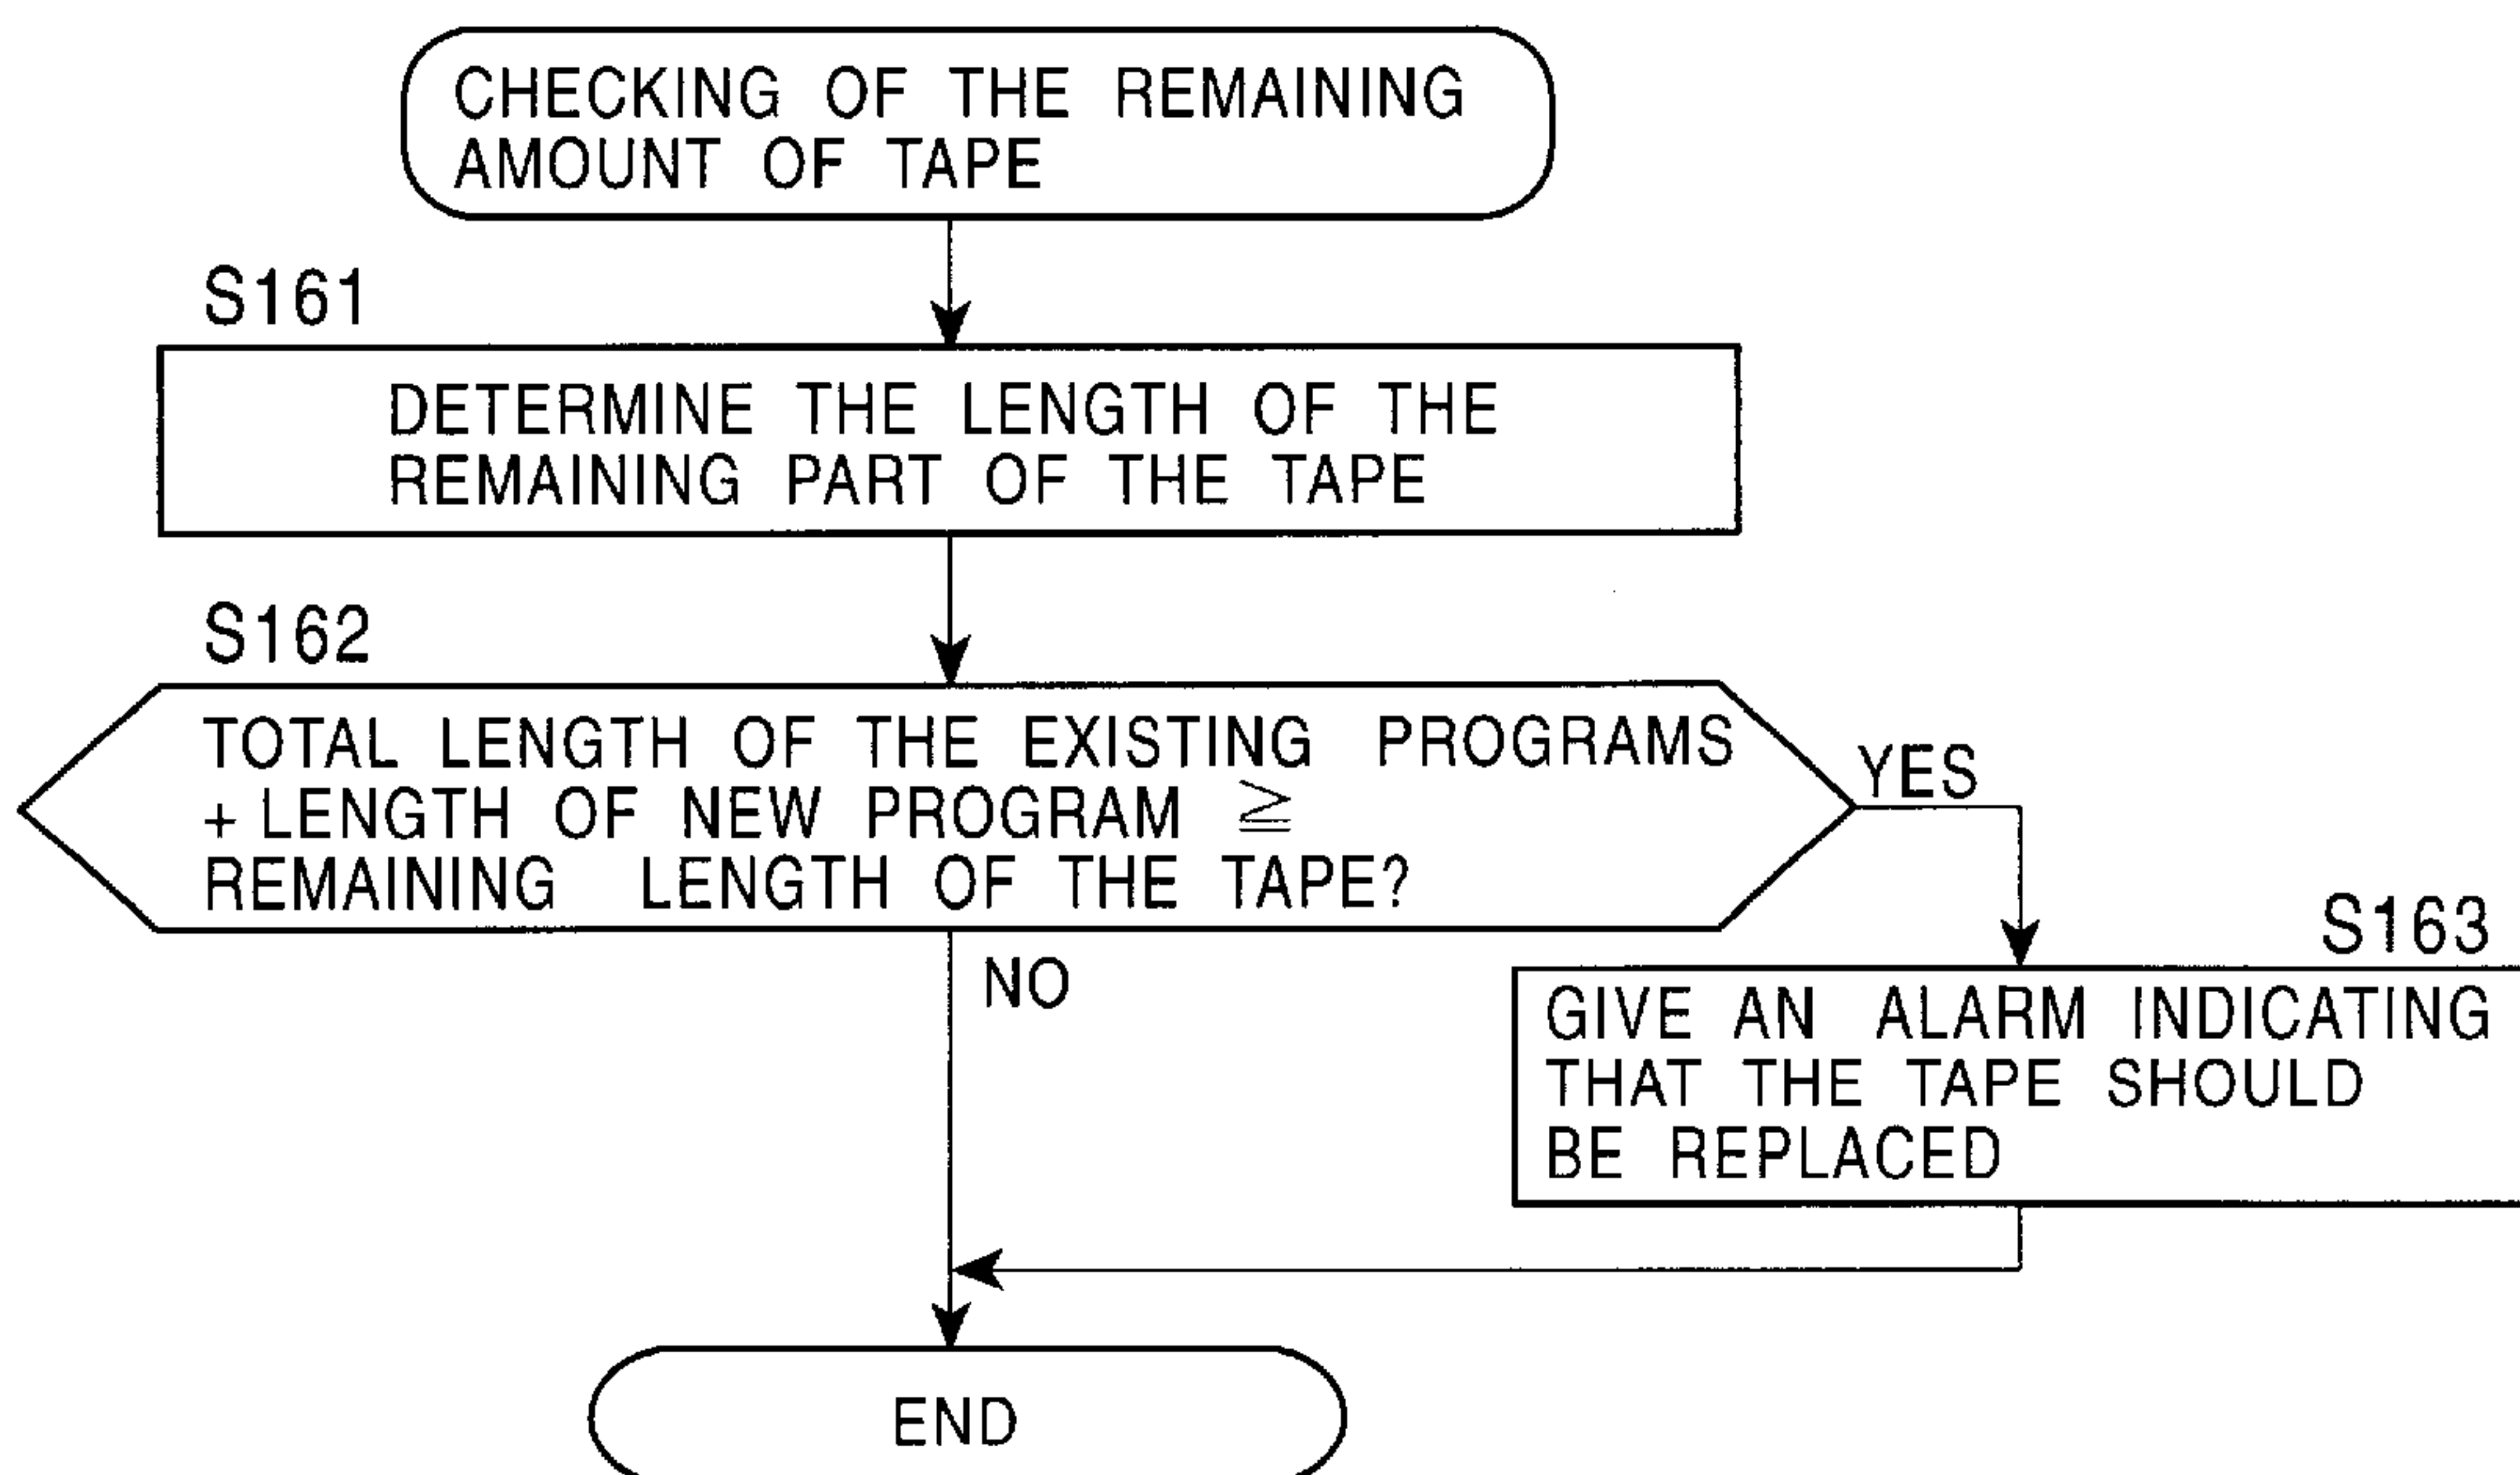 CHECKING OF THE REMAINING
AMOUNT OF TAPE
S161
DETERMINE THE LENGTH OF THE
REMAINING PART OF THE TAPE
S162
TOTAL LENGTH OF THE EXISTING PROGRAMS
+ LENGTH OF NEW PROGRAM ≧
REMAINING LENGTH OF THE TAPE?
YES
NO
S163
GIVE AN ALARM INDICATING
THAT THE TAPE SHOULD
BE REPLACED
END